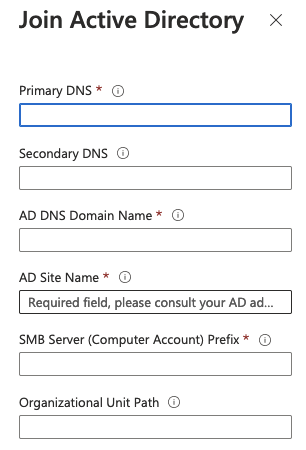 Join Active Directory
Primary DNS *
Secondary DNS
AD DNS Domain Name *
AD Site Name *
Required field, please consult your AD ad...
SMB Server (Computer Account) Prefix *
Organizational Unit Path